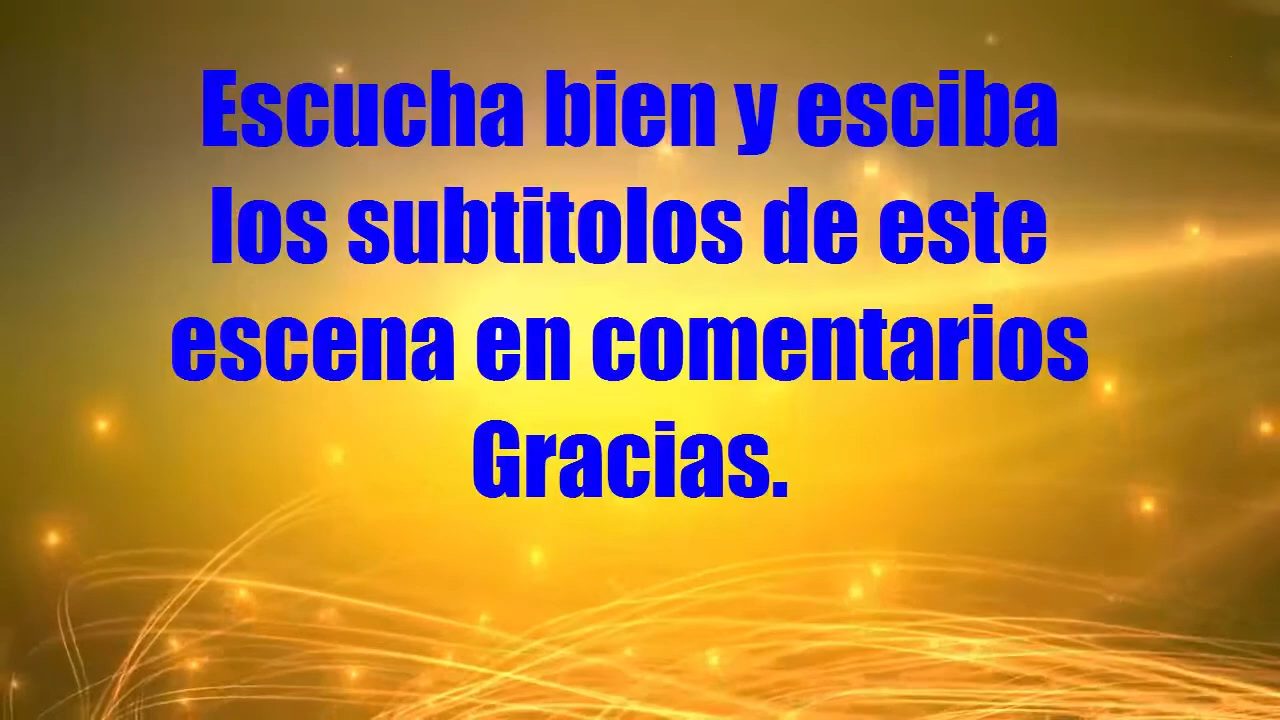 Escucha bien y esciba
los subtitolos de este
escena en comentarios
Gracias.